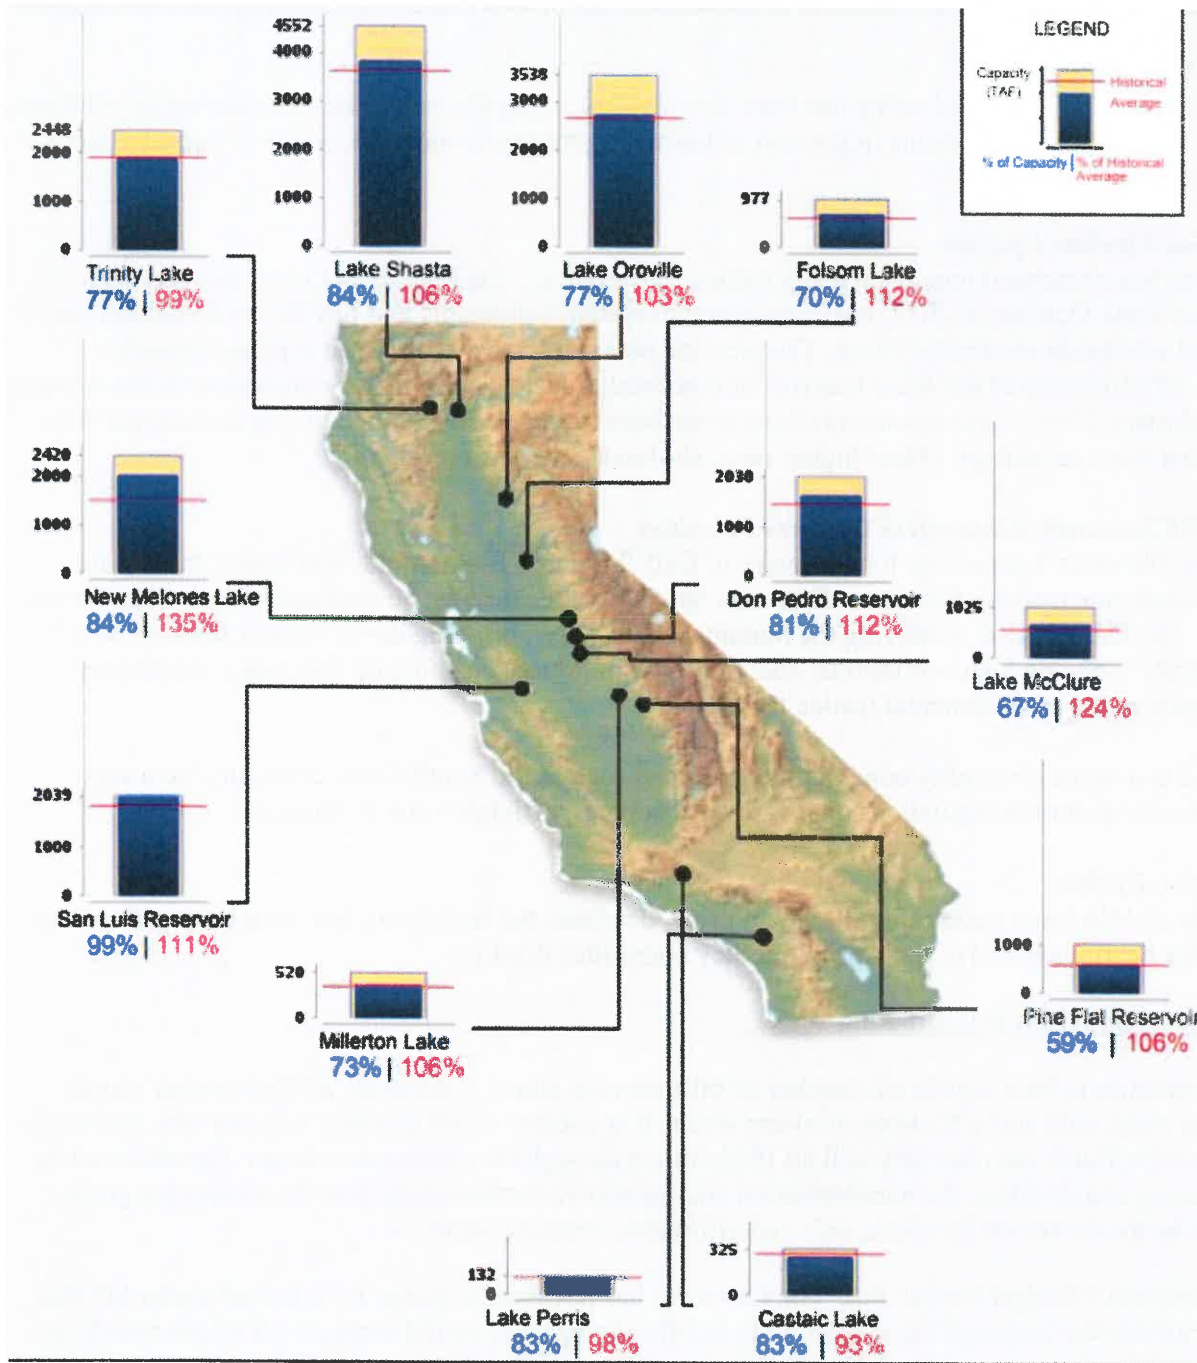 LEGEND
Capacity
(TAF)
Historical
Average
% of Capacity | % of Historical
Average
4552
4000
3000
2000
1000
0
Lake Shasta
84% | 106%
3538
3000
2000
1000
0
Lake Oroville
77% | 103%
2448
2000
1000
0
Trinity Lake
77% | 99%
977
0
Folsom Lake
70% | 112%
2420
2000
1000
0
New Melones Lake
84% | 135%
2030
1000
0
Don Pedro Reservoir
81% | 112%
1025
0
Lake McClure
67% | 124%
2039
1000
0
San Luis Reservoir
99% | 111%
520
0
Millerton Lake
73% | 106%
1000
0
Pine Flat Reservoir
59% | 106%
132
0
Lake Perris
83% | 98%
325
0
Castaic Lake
83% | 93%